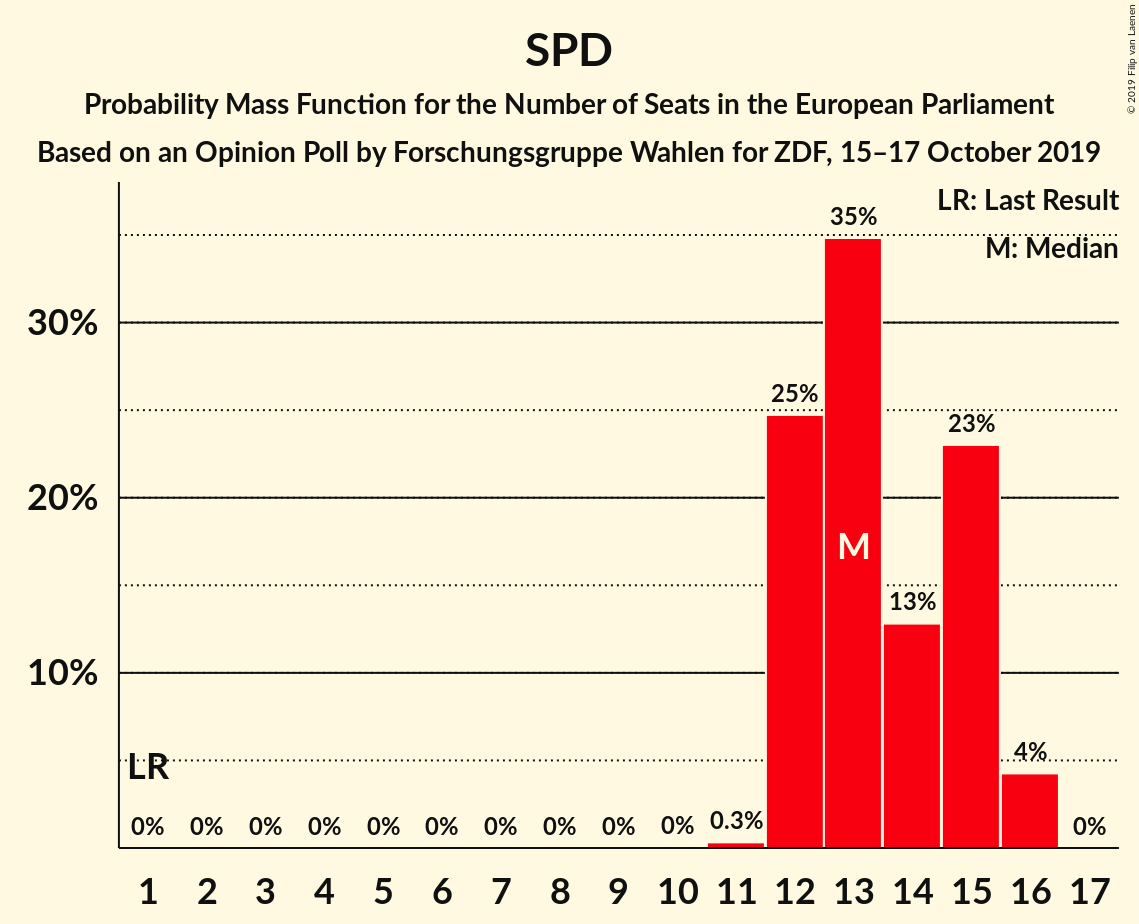 SPD
Probability Mass Function for the Number of Seats in the European Parliament
Based on an Opinion Poll by Forschungsgruppe Wahlen for ZDF, 15–17 October 2019
© 2019 Filip van Laenen
LR: Last Result
M: Median
35%
30%
25%
23%
20%
M
13%
10%
LR
4%
0% 0% 0% 0% 0% 0% 0% 0% 0% 0% 0.3% 0%
1 2 3 4 5 6 7 8 9 10 11 12 13 14 15 16 17